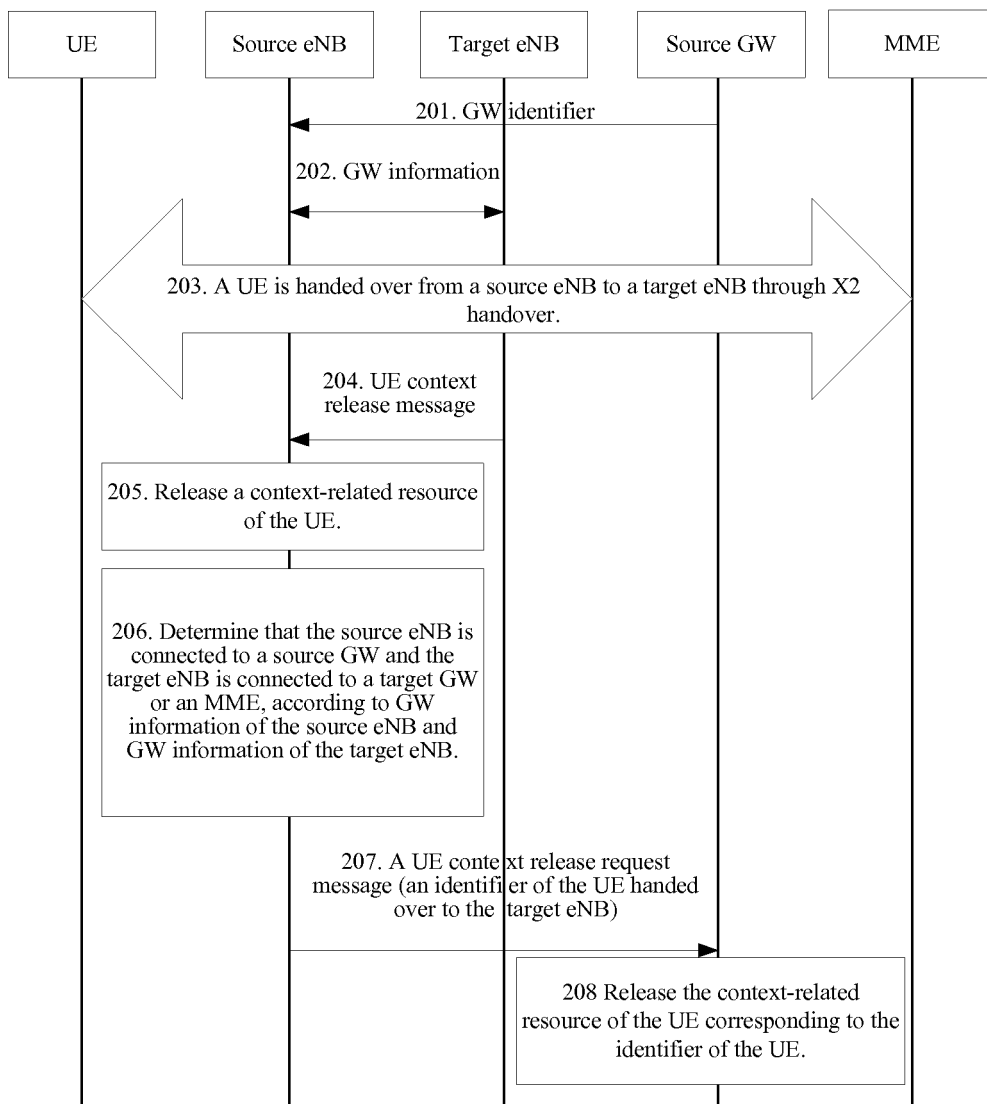 UE
Source eNB
Target eNB
Source GW
MME
201. GW identifier
202. GW information
203. A UE is handed over from a source eNB to a target eNB through X2
handover.
204. UE context
release message
205. Release a context-related resource
of the UE.
206. Determine that the source eNB is
connected to a source GW and the
target eNB is connected to a target GW
or an MME, according to GW
information of the source eNB and
GW information of the target eNB.
207. A UE context release request
message (an identifier of the UE handed
over to the target eNB)
208 Release the context-related
resource of the UE corresponding to the
identifier of the UE.